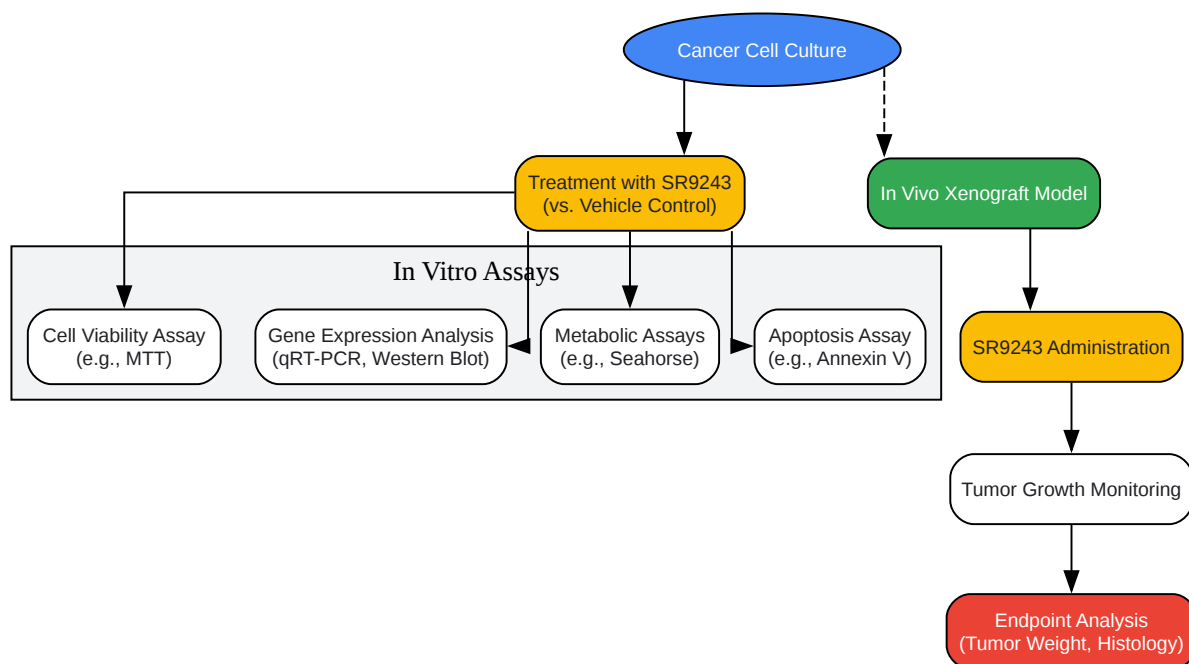 Cancer Cell Culture
Treatment with SR9243
(vs. Vehicle Control)
In Vivo Xenograft Model
In Vitro Assays
Cell Viability Assay
(e.g., MTT)
Gene Expression Analysis
(qRT-PCR, Western Blot)
Metabolic Assays
(e.g., Seahorse)
Apoptosis Assay
(e.g., Annexin V)
SR9243 Administration
Tumor Growth Monitoring
Endpoint Analysis
(Tumor Weight, Histology)